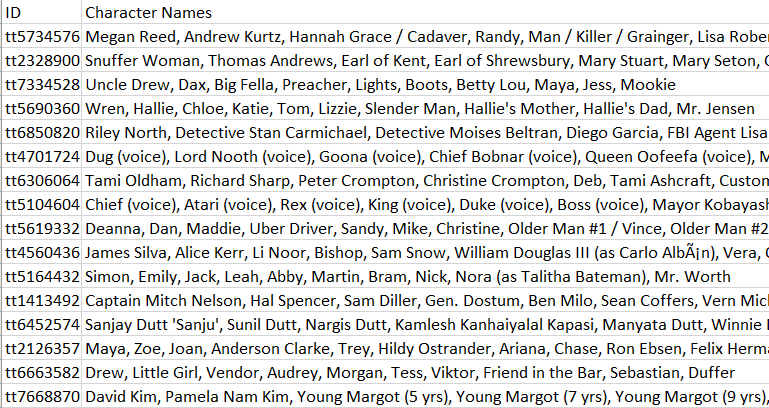 ID Character Names
tt5734576 Megan Reed, Andrew Kurtz, Hannah Grace / Cadaver, Randy, Man / Killer / Grainger, Lisa Rober
tt2328900 Snuffer Woman, Thomas Andrews, Earl of Kent, Earl of Shrewsbury, Mary Stuart, Mary Seton,
tt7334528 Uncle Drew, Dax, Big Fella, Preacher, Lights, Boots, Betty Lou, Maya, Jess, Mookie
tt5690360 Wren, Hallie, Chloe, Katie, Tom, Lizzie, Slender Man, Hallie's Mother, Hallie's Dad, Mr. Jensen
tt6850820 Riley North, Detective Stan Carmichael, Detective Moises Beltran, Diego Garcia, FBI Agent Lisa
tt4701724 Dug (voice), Lord Nooth (voice), Goona (voice), Chief Bobnar (voice), Queen Oofeefa (voice), M
tt6306064 Tami Oldham, Richard Sharp, Peter Crompton, Christine Crompton, Deb, Tami Ashcraft, Custom
tt5104604 Chief (voice), Atari (voice), Rex (voice), King (voice), Duke (voice), Boss (voice), Mayor Kobayash
tt5619332 Deanna, Dan, Maddie, Uber Driver, Sandy, Mike, Christine, Older Man #1 / Vince, Older Man #2
tt4560436 James Silva, Alice Kerr, Li Noor, Bishop, Sam Snow, William Douglas III (as Carlo AlbÃ¡n), Vera,
tt5164432 Simon, Emily, Jack, Leah, Abby, Martin, Bram, Nick, Nora (as Talitha Bateman), Mr. Worth
tt1413492 Captain Mitch Nelson, Hal Spencer, Sam Diller, Gen. Dostum, Ben Milo, Sean Coffers, Vern Mich
tt6452574 Sanjay Dutt 'Sanju', Sunil Dutt, Nargis Dutt, Kamlesh Kanhaiyalal Kapasi, Manyata Dutt, Winnie
tt2126357 Maya, Zoe, Joan, Anderson Clarke, Trey, Hildy Ostrander, Ariana, Chase, Ron Ebsen, Felix Herma
tt6663582 Drew, Little Girl, Vendor, Audrey, Morgan, Tess, Viktor, Friend in the Bar, Sebastian, Duffer
tt7668870 David Kim, Pamela Nam Kim, Young Margot (5 yrs), Young Margot (7 yrs), Young Margot (9 yrs),